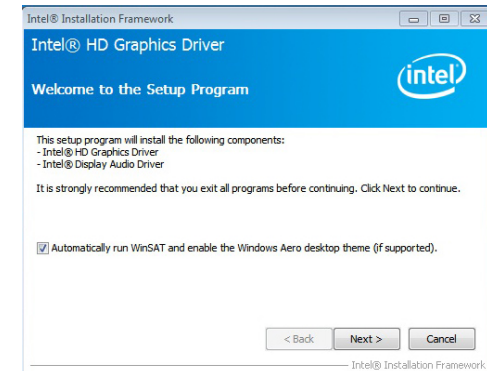 Intel® Installation Framework
Intel® HD Graphics Driver
Welcome to the Setup Program
intel®
This setup program will install the following components:
- Intel® HD Graphics Driver
- Intel® Display Audio Driver
It is strongly recommended that you exit all programs before continuing. Click Next to continue.
Automatically run WinSAT and enable the Windows Aero desktop theme (if supported).
< Back Next > Cancel
Intel® Installation Framework